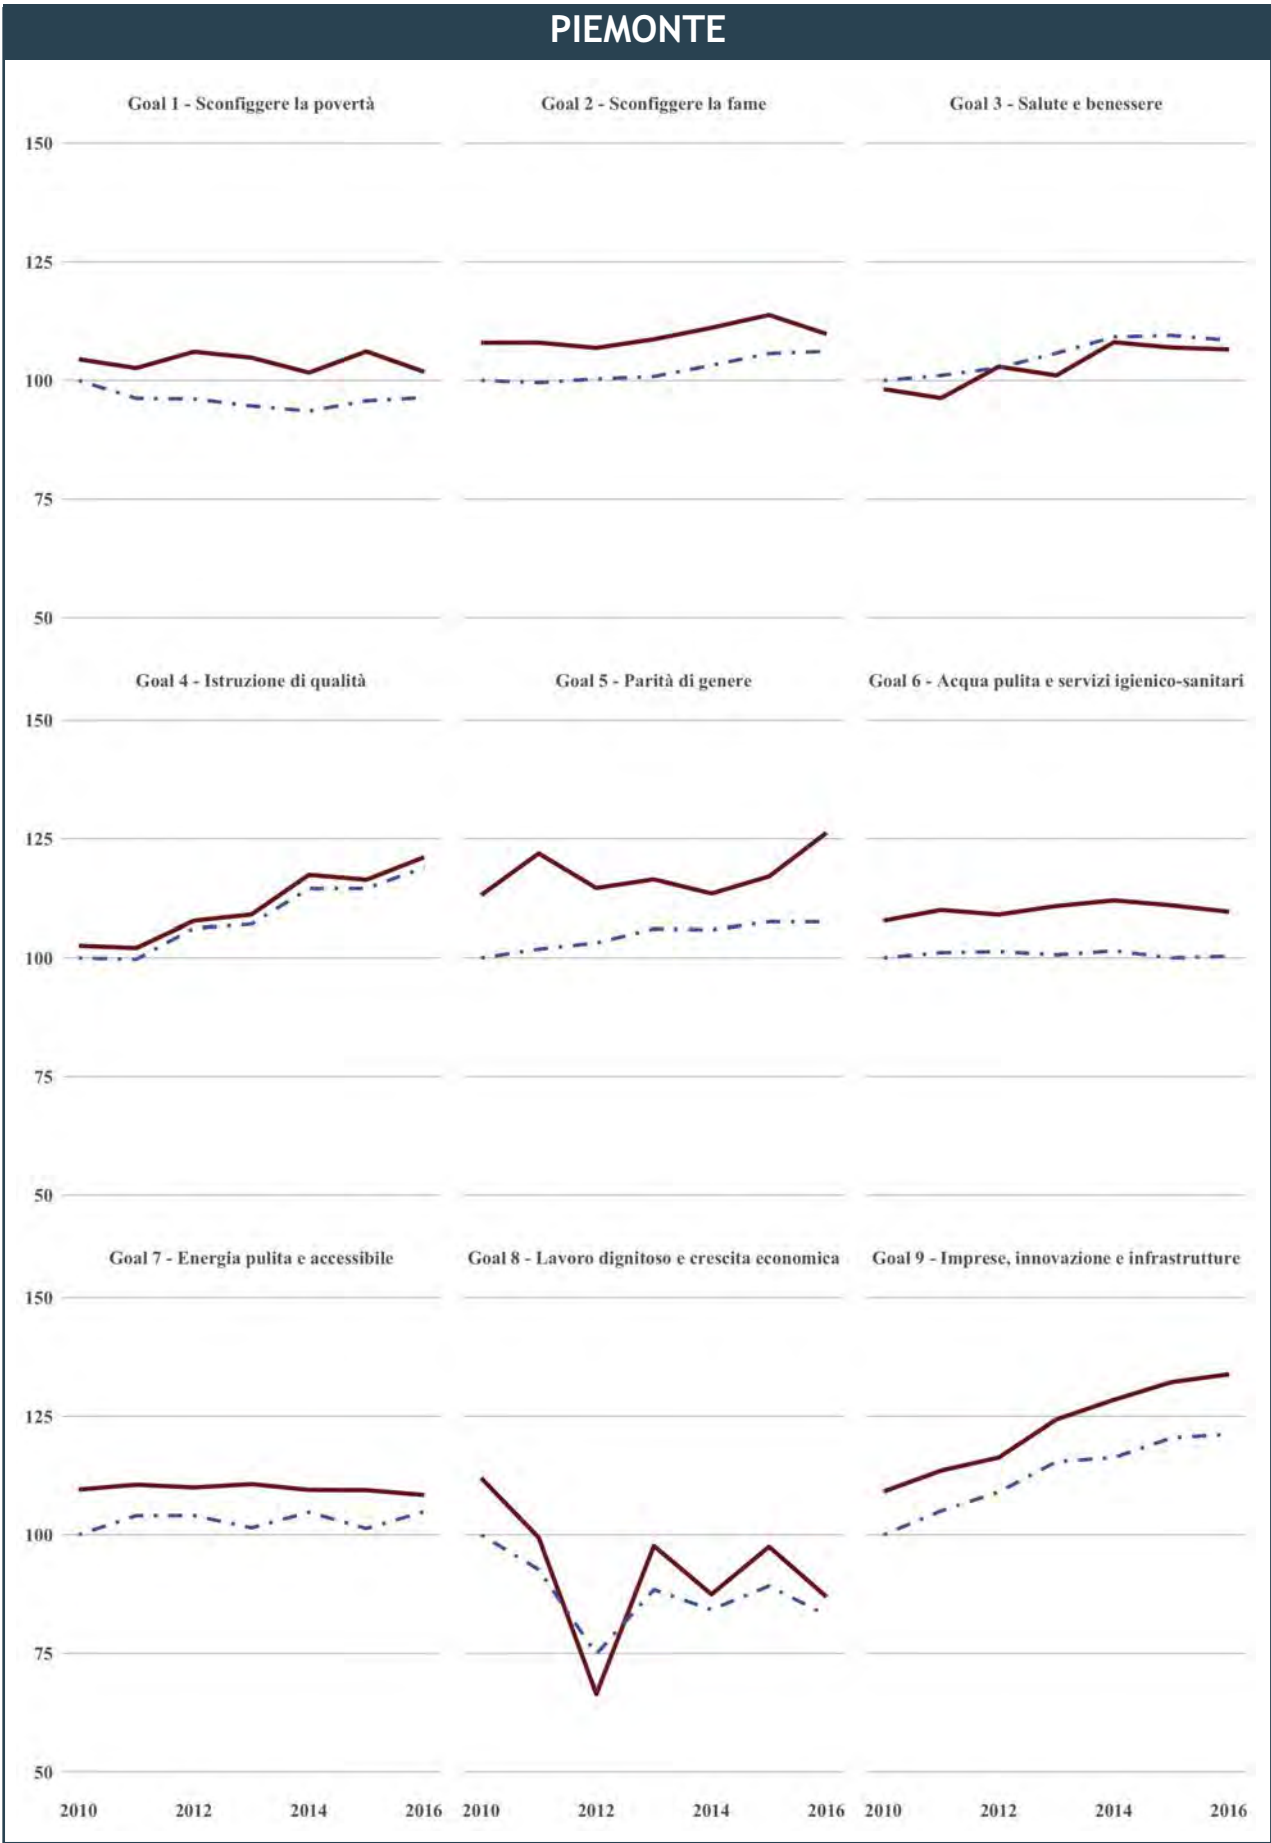 PIEMONTE
Goal 1 - Sconfiggere la povertà
Goal 2 - Sconfiggere la fame
Goal 3 - Salute e benessere
150
125
100
75
50
Goal 4 - Istruzione di qualità
Goal 5 - Parità di genere
Goal 6 - Acqua pulita e servizi igienico-sanitari
150
125
100
75
50
Goal 7 - Energia pulita e accessibile
Goal 8 - Lavoro dignitoso e crescita economica
Goal 9 - Imprese, innovazione e infrastrutture
150
125
100
75
50
2010 2012 2014 2016 2010 2012 2014 2016 2010 2012 2014 2016